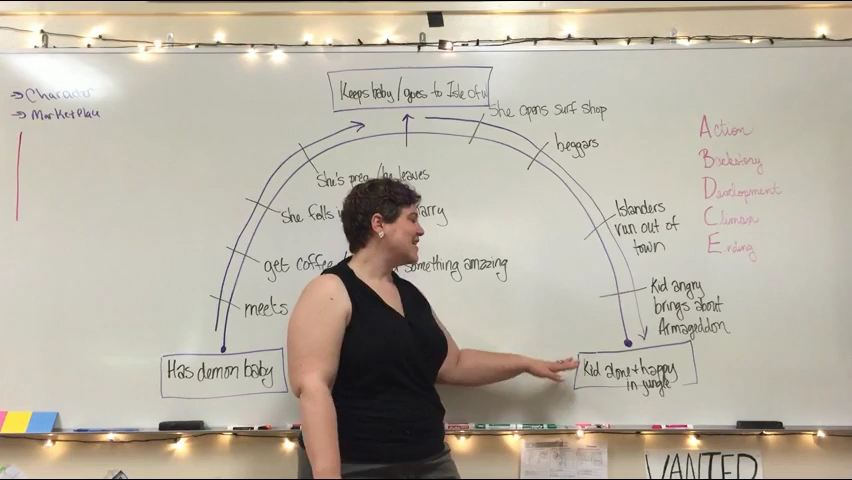 → Character
→ Marketplace
Keeps baby / goes to Isle of W
She opens surf shop
beggars
She's preg / he leaves
She falls
arry
get coffee
something amazing
meets
Has demon baby
Islanders
run out of
town
Kid angry
brings about
Armageddon
Kid alone + happy
in jungle
Action
Backstory
Development
Climax
Ending
WANTED